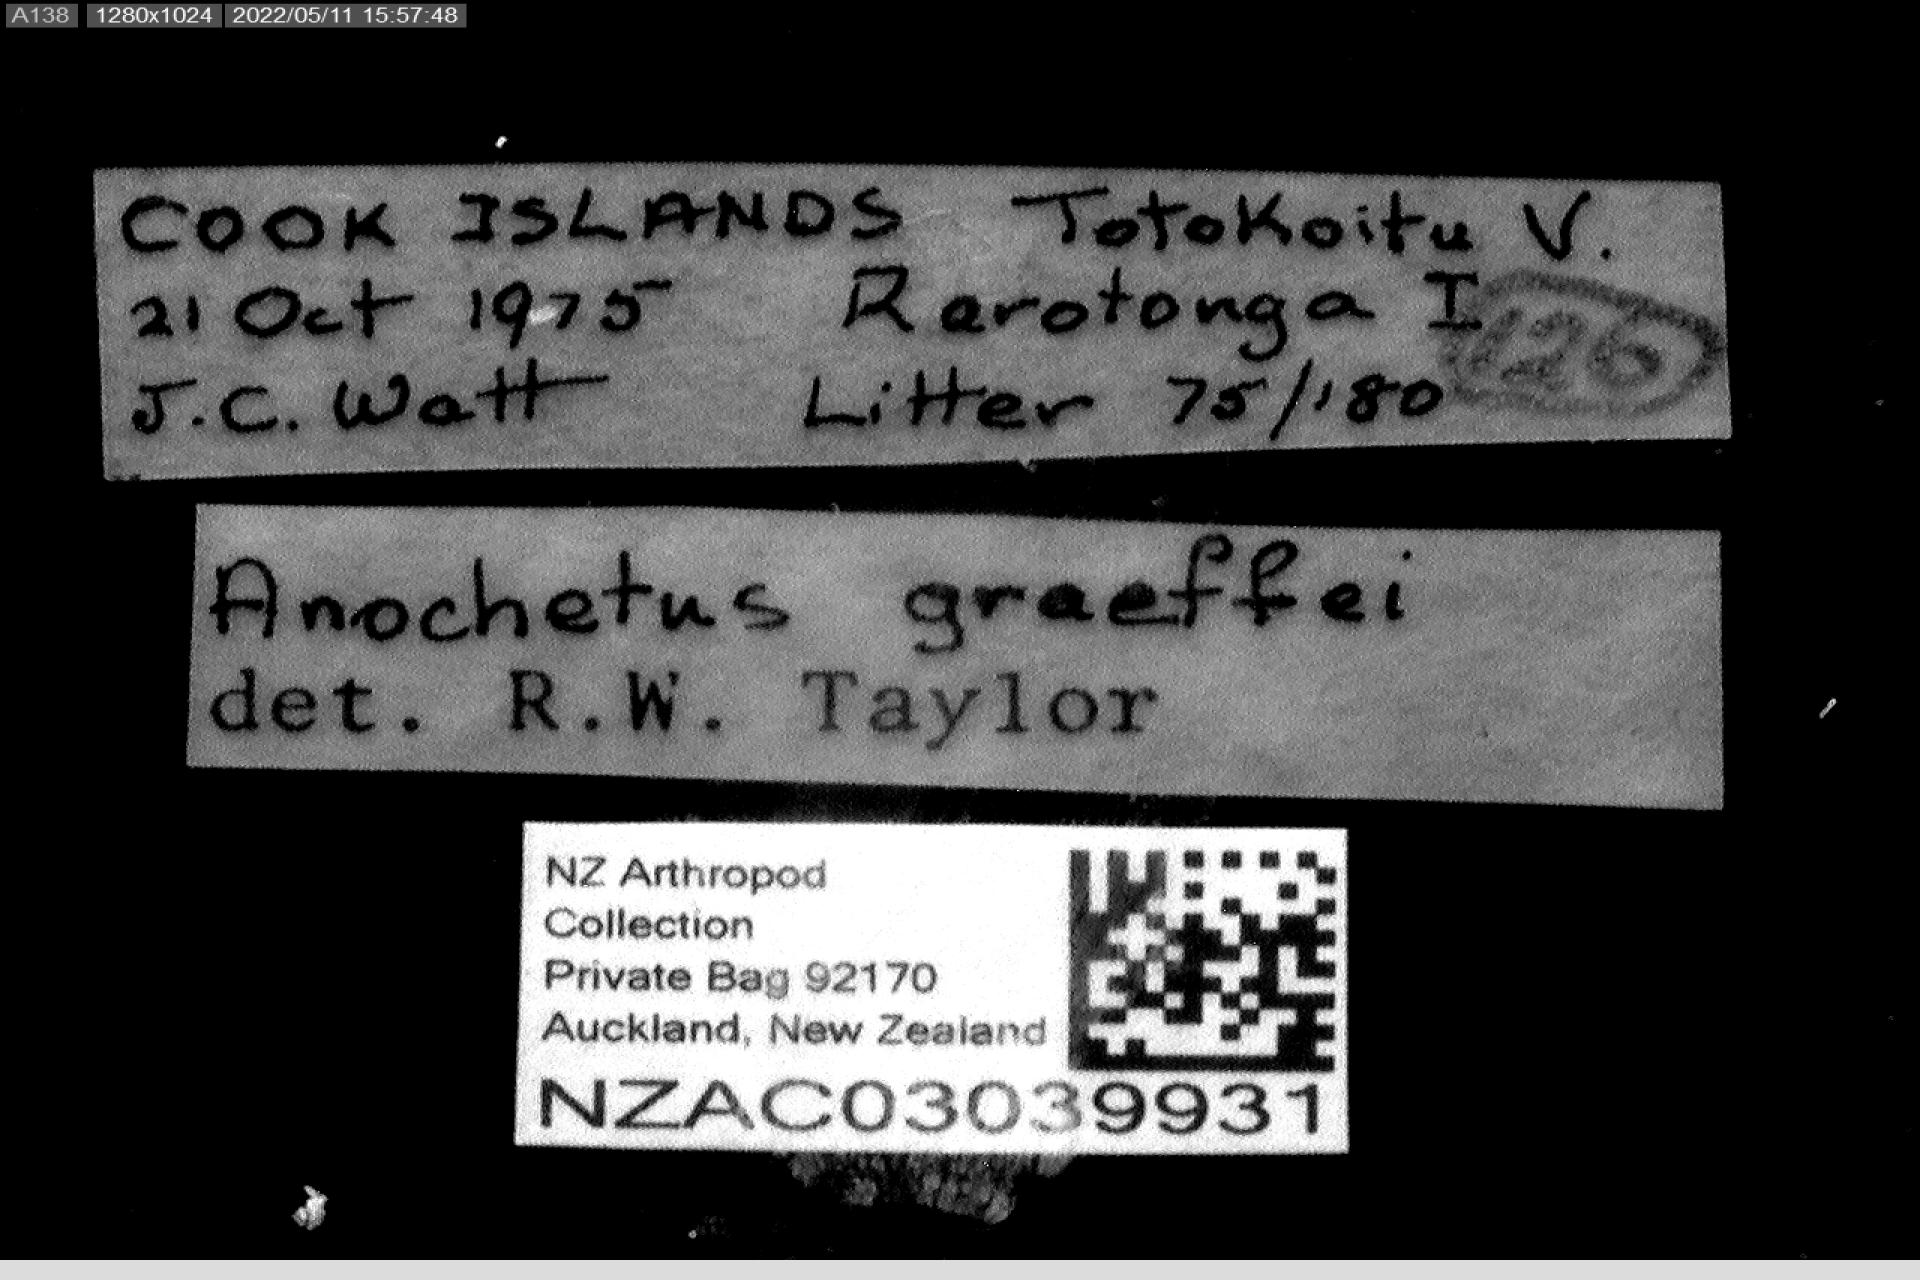 A138 1280x1024 2022/05/11 15:57:48
COOK ISLANDS Totokoitu V.
21 Oct 1975 Rarotonga I
126
J.C. Watt Litter 75/180
Anochetus graeffei
det. R.W. Taylor
NZ Arthropod
Collection
Private Bag 92170
Auckland, New Zealand
NZAC03039931